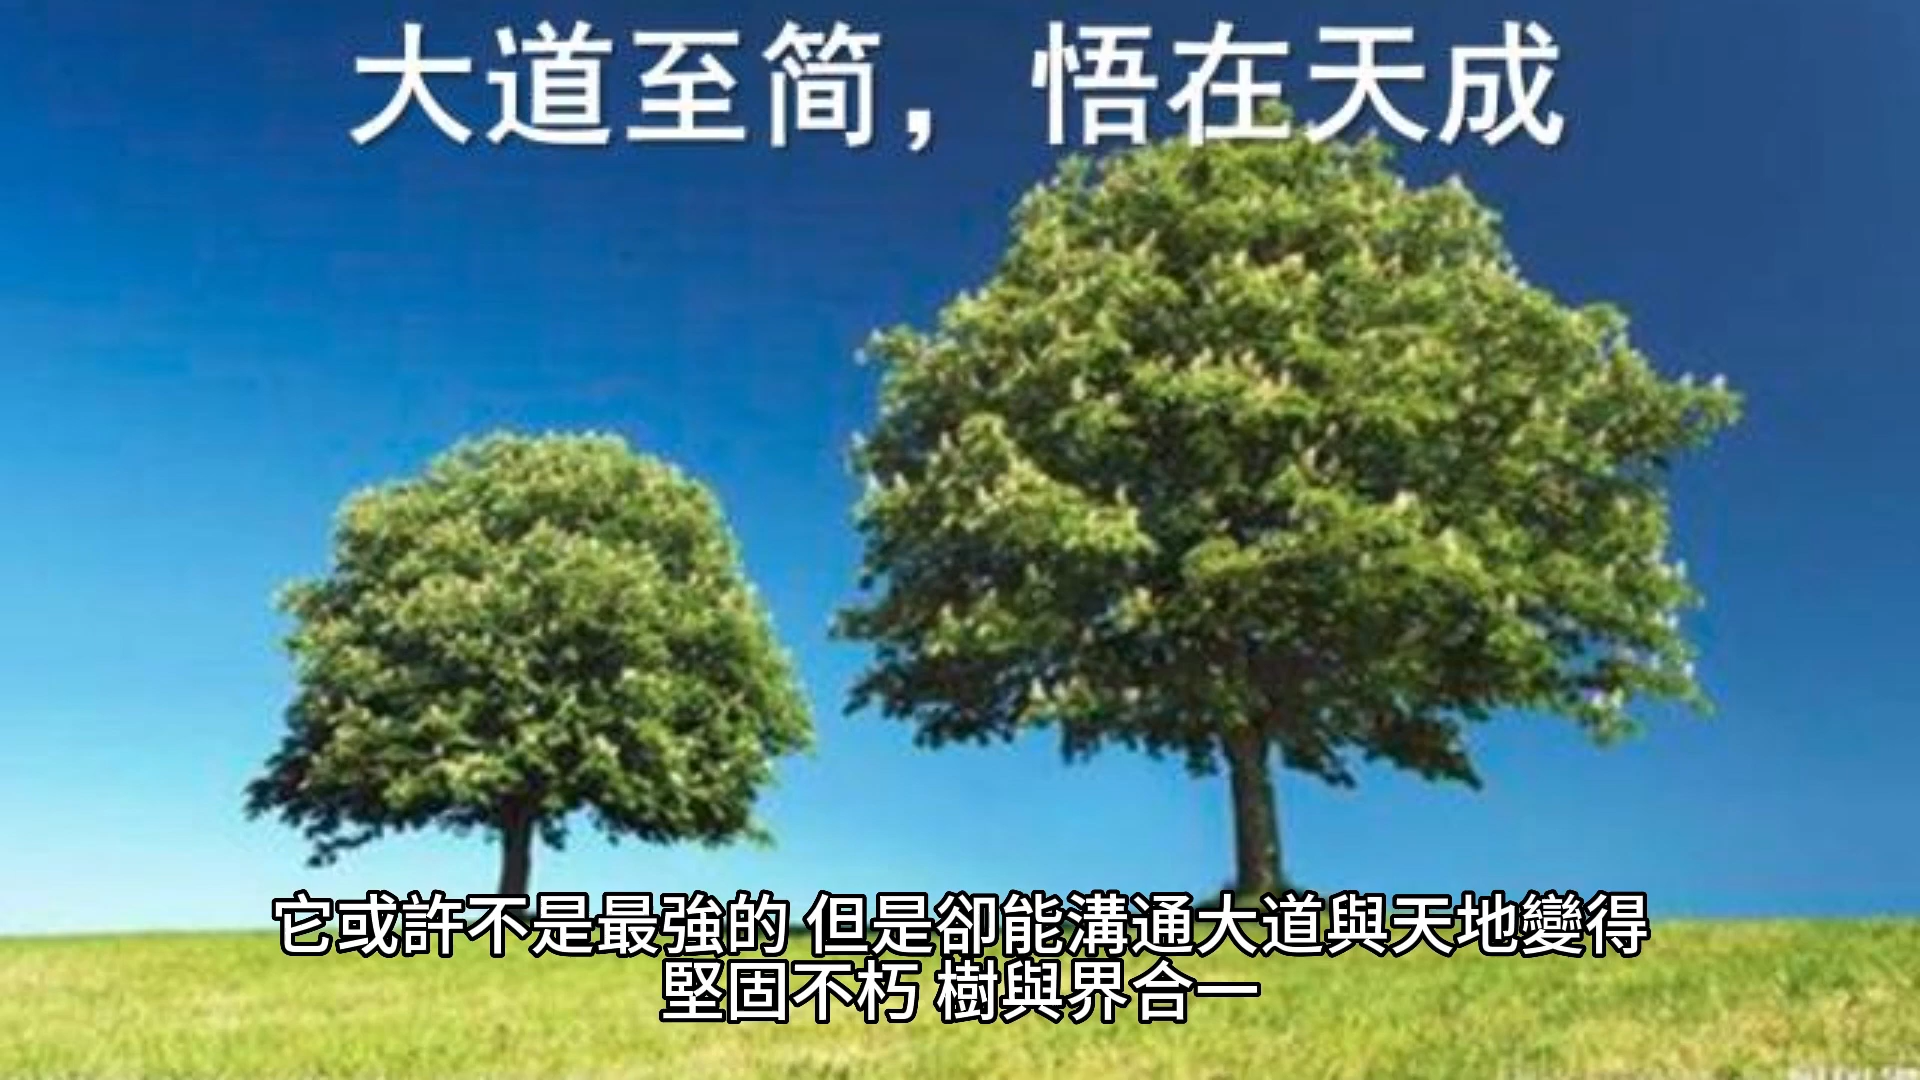 大道至简，悟在天成
它或許不是最強的 但是卻能溝通大道與天地變得
堅固不朽 樹與界合一